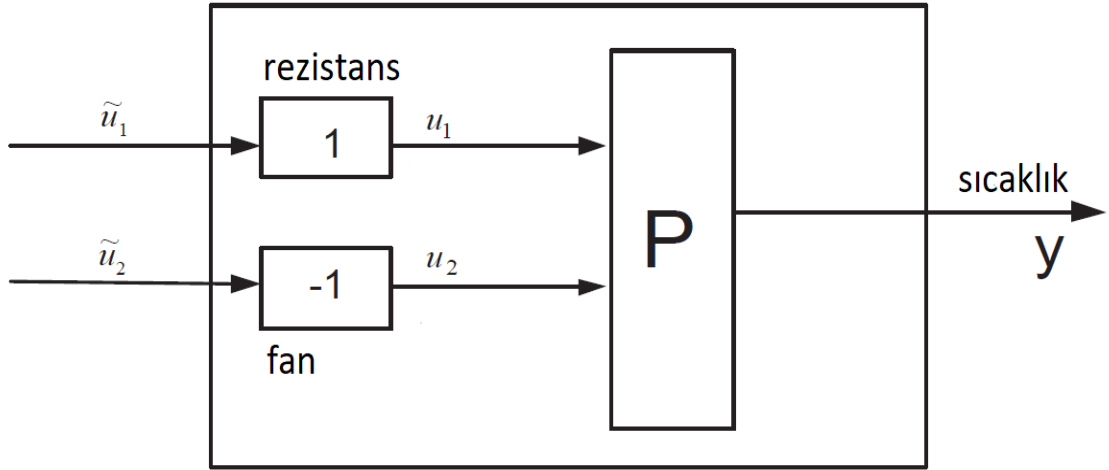 rezistans
ũ₁
1
u₁
sıcaklık
P
y
ũ₂
-1
u₂
fan